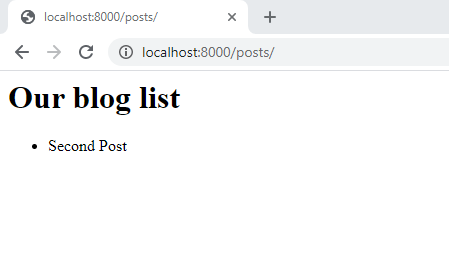 localhost:8000/posts/
localhost:8000/posts/
Our blog list
Second Post